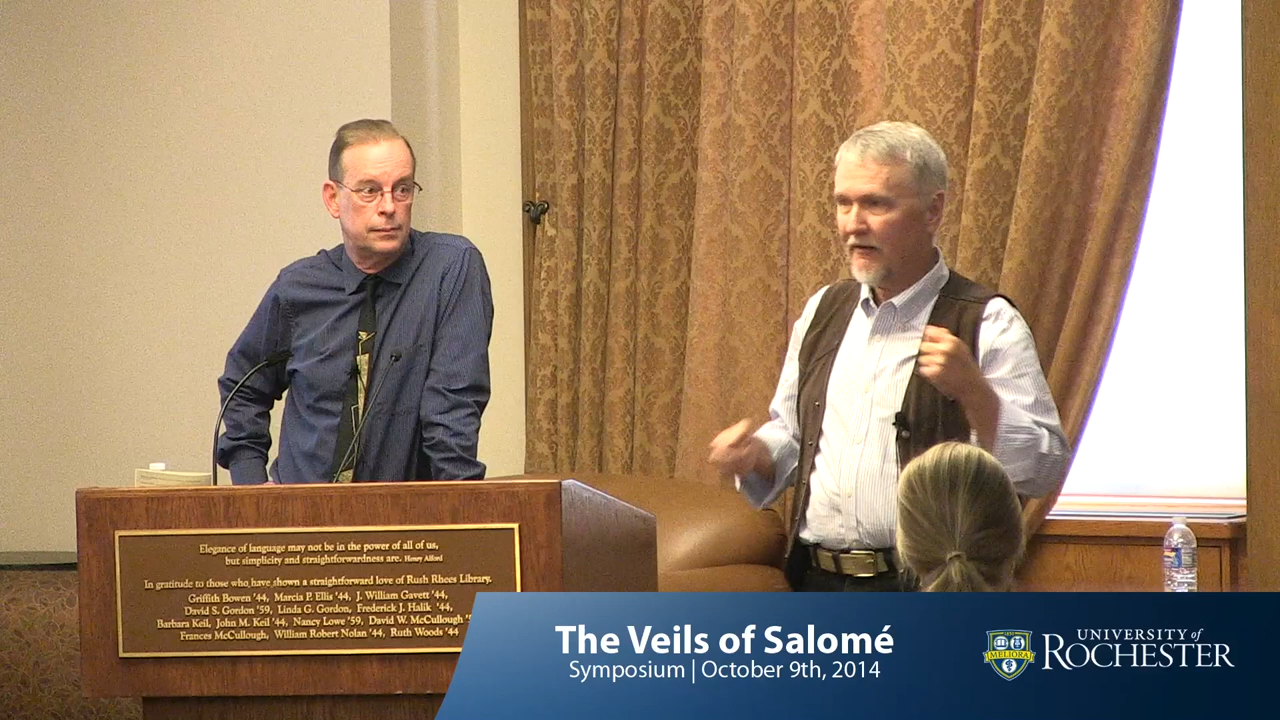 Elegance of language may not be in the power of all of us,
but simplicity and straightforwardness are. Henry Alford
In gratitude to those who have shown a straightforward love of Rush Rhees Library.
Griffith Bowen '44, Marcia P. Ellis '44, J. William Gavett '44,
David S. Gordon '59, Linda G. Gordon, Frederick J. Halik '44,
Barbara Keil, John M. Keil '44, Nancy Lowe '59, David W. McCullough
Frances McCullough, William Robert Nolan '44, Ruth Woods '44
The Veils of Salomé
Symposium | October 9th, 2014
MELIORA
UNIVERSITY of
ROCHESTER